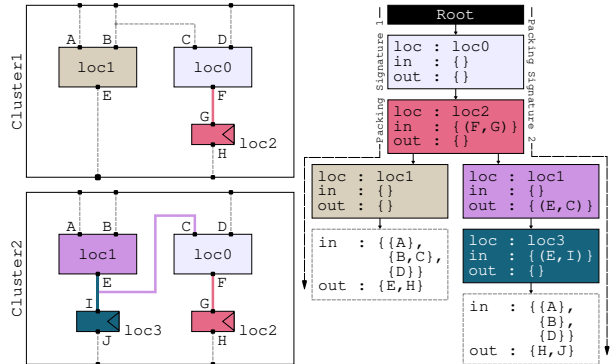 Cluster1
A
B
C
D
loc1
loc0
E
F
G
loc2
H
Cluster2
A
B
C
D
loc1
loc0
E
F
I
G
loc3
loc2
J
H
Root
Packing Signature 1
Packing Signature 2
loc : loc0
in : {}
out : {}
loc : loc2
in : {(F,G)}
out : {}
loc : loc1
in : {}
out : {}
in : {{A},
{B,C},
{D}}
out : {E,H}
loc : loc1
in : {}
out : {(E,C)}
loc : loc3
in : {(E,I)}
out : {}
in : {{A},
{B},
{D}}
out : {H,J}